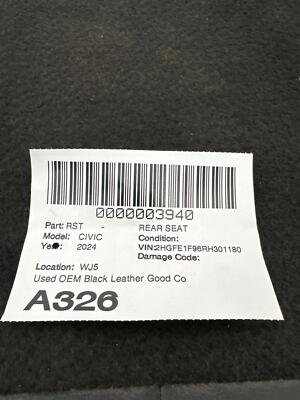 0000003940
Part: RST - REAR SEAT
Model: CIVIC Condition:
Year: 2024 VIN:2HGFE1F96RH301180
Damage Code:
Location: WJ5
Used OEM Black Leather Good Co
A326